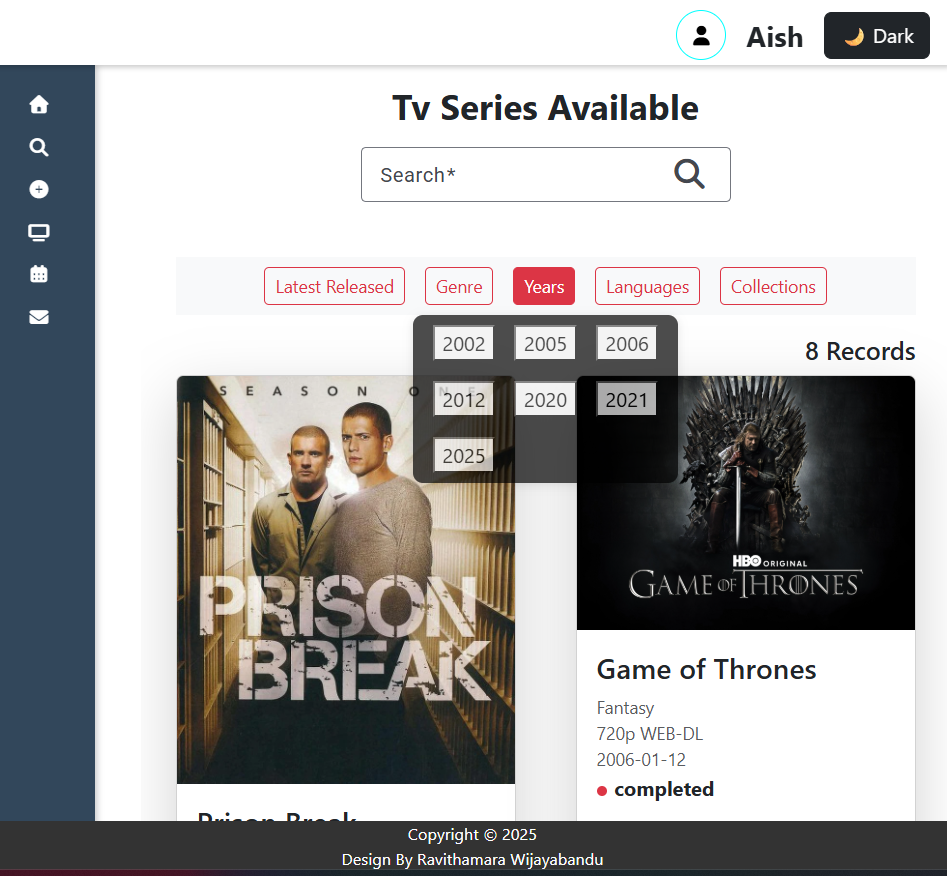 Aish
🌙 Dark
Tv Series Available
Search*
Latest Released
Genre
Years
Languages
Collections
2002 2005 2006
2012 2020 2021
2025
8 Records
SEASON ONE
PRISON
BREAK
HBO ORIGINAL
GAME OF THRONES
Prison Break
Game of Thrones
Fantasy
720p WEB-DL
2006-01-12
completed
Copyright © 2025
Design By Ravithamara Wijayabandu